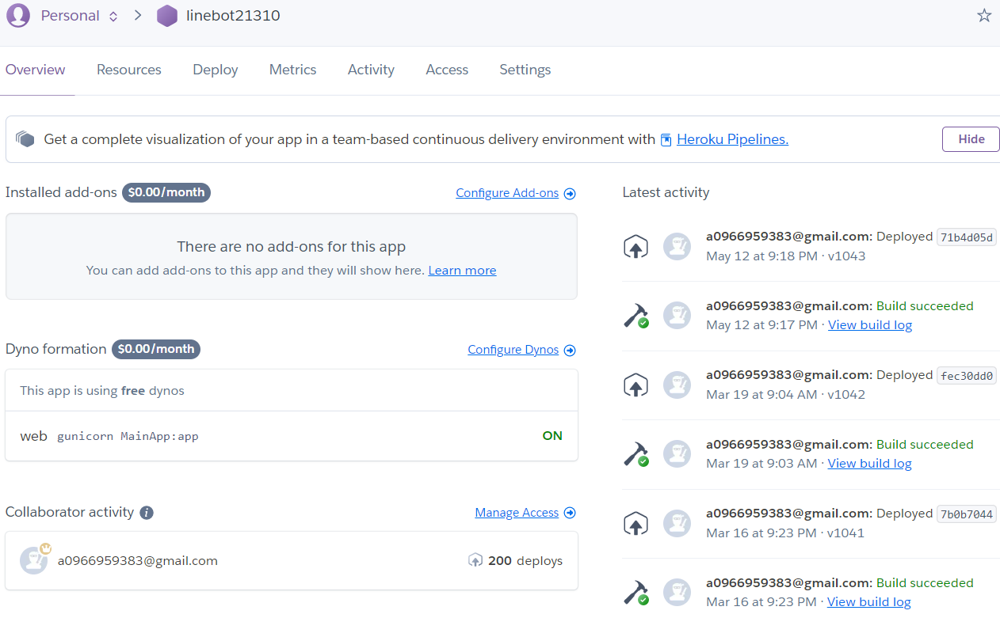 Personal linebot21310
Overview Resources Deploy Metrics Activity Access Settings
Get a complete visualization of your app in a team-based continuous delivery environment with Heroku Pipelines.
Hide
Installed add-ons $0.00/month Configure Add-ons
There are no add-ons for this app
You can add add-ons to this app and they will show here. Learn more
Dyno formation $0.00/month Configure Dynos
This app is using free dynos
web gunicorn MainApp:app ON
Collaborator activity i Manage Access
a0966959383@gmail.com 200 deploys
Latest activity
a0966959383@gmail.com: Deployed 71b4d05d
May 12 at 9:18 PM · v1043
a0966959383@gmail.com: Build succeeded
May 12 at 9:17 PM · View build log
a0966959383@gmail.com: Deployed fec30dd0
Mar 19 at 9:04 AM · v1042
a0966959383@gmail.com: Build succeeded
Mar 19 at 9:03 AM · View build log
a0966959383@gmail.com: Deployed 7b0b7044
Mar 16 at 9:23 PM · v1041
a0966959383@gmail.com: Build succeeded
Mar 16 at 9:23 PM · View build log